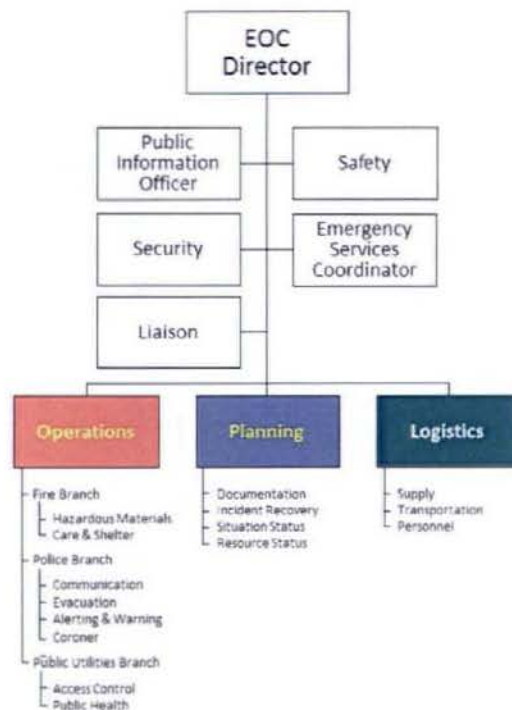 EOC
Director
Public
Information
Officer
Safety
Security
Emergency
Services
Coordinator
Liaison
Operations
Planning
Logistics
Fire Branch
Hazardous Materials
Care & Shelter
Police Branch
Communication
Evacuation
Alerting & Warning
Coroner
Public Utilities Branch
Access Control
Public Health
Documentation
Incident Recovery
Situation Status
Resource Status
Supply
Transportation
Personnel